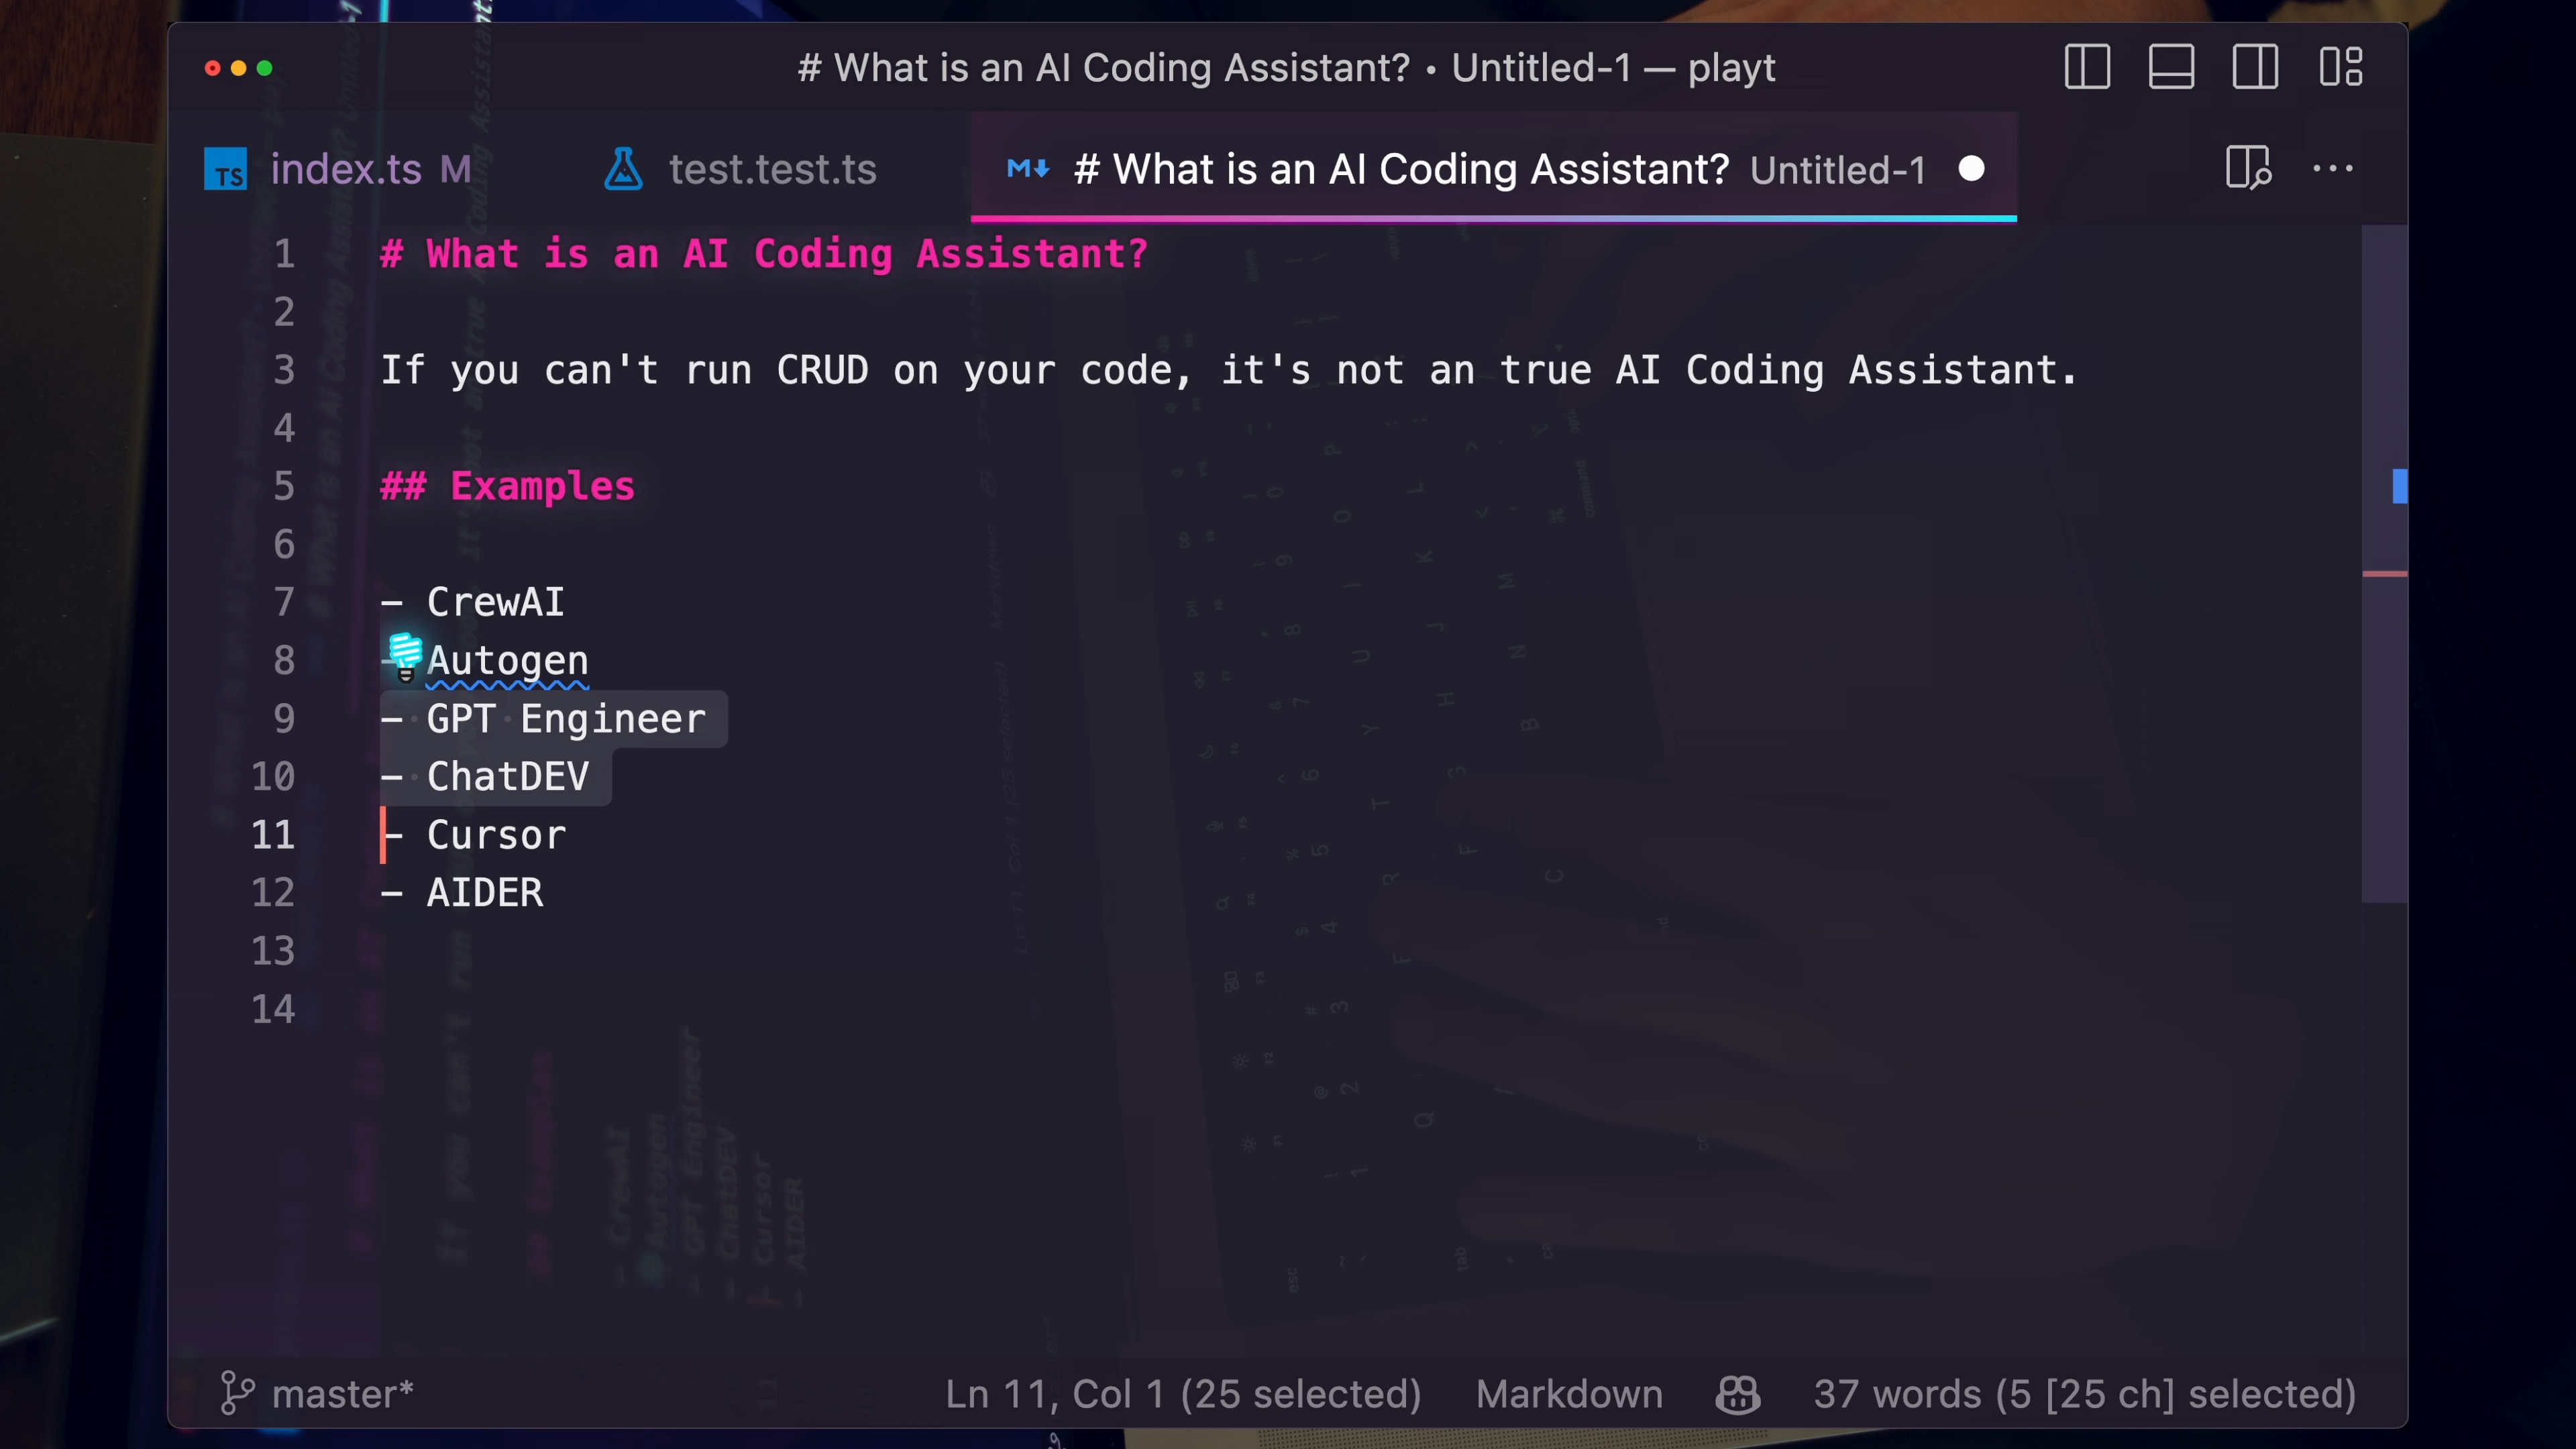 # What is an AI Coding Assistant? • Untitled-1 — playt
TS index.ts M
test.test.ts
M↓ # What is an AI Coding Assistant? Untitled-1
1 # What is an AI Coding Assistant?
2
3 If you can't run CRUD on your code, it's not an true AI Coding Assistant.
4
5 ## Examples
6
7 - CrewAI
8 - Autogen
9 - GPT Engineer
10 - ChatDEV
11 - Cursor
12 - AIDER
13
14
master* Ln 11, Col 1 (25 selected) Markdown 37 words (5 [25 ch] selected)